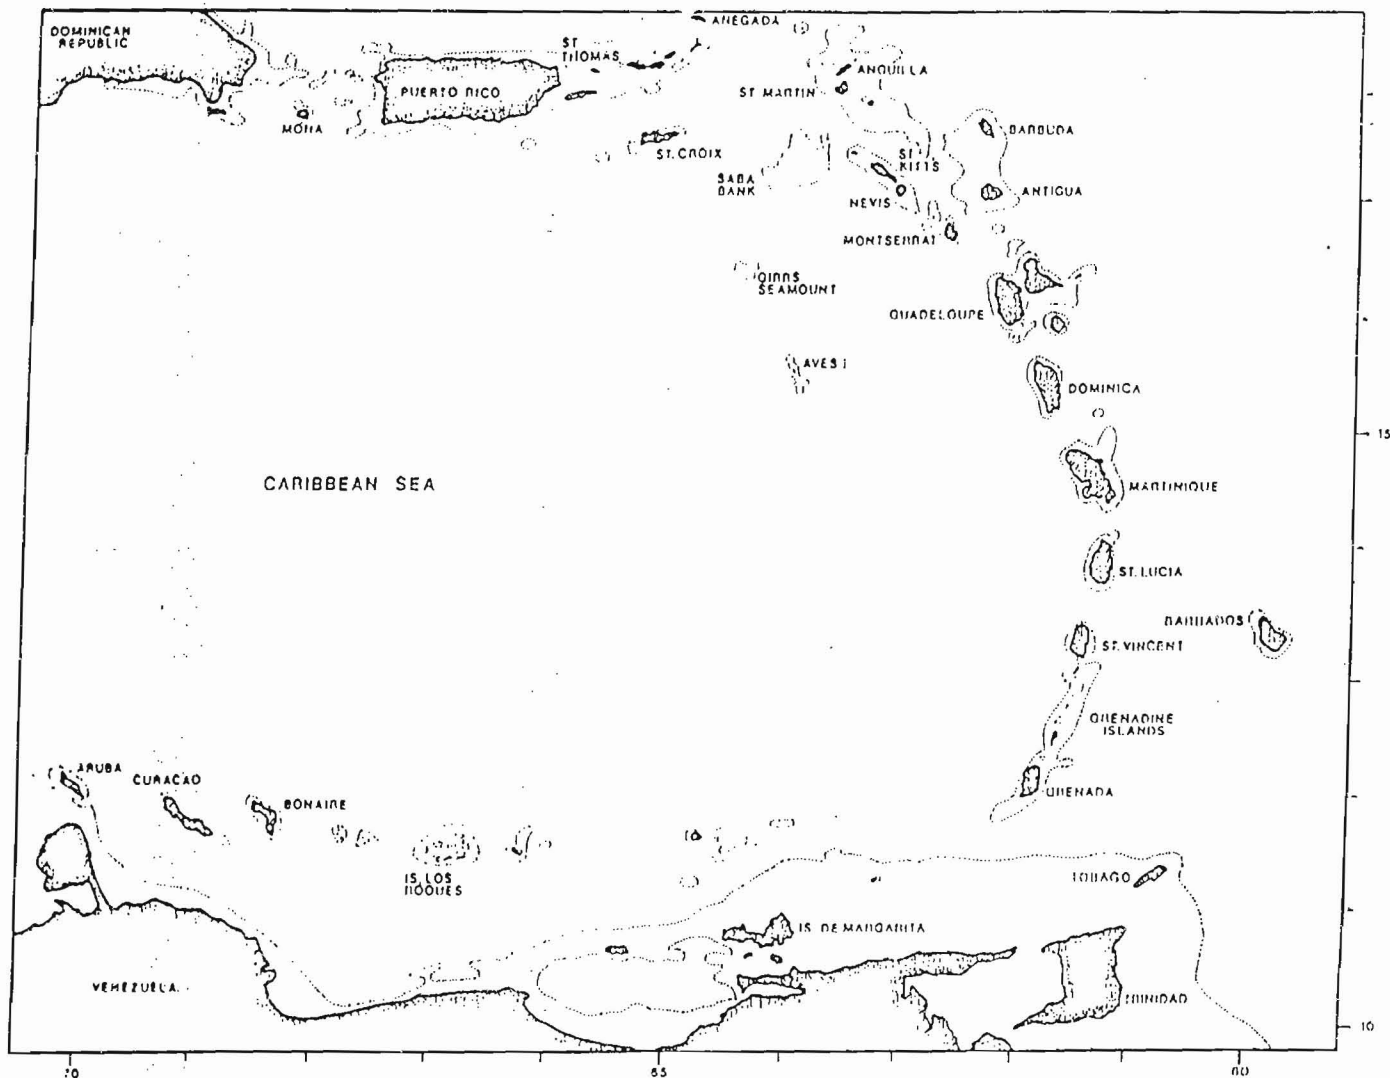 ANEGADA
DOMINICAN
REPUBLIC
ST
THOMAS
ANGUILLA
PUERTO RICO
ST MARTIN
MONA
BARBUDA
ST. CROIX
ST
KITTS
SABA
BANK
ANTIGUA
NEVIS
MONTSERRAT
SEAMOUNT
GUADELOUPE
AVES I
DOMINICA
15
CARIBBEAN SEA
MARTINIQUE
ST. LUCIA
BARBADOS
ST. VINCENT
GRENADINE
ISLANDS
ARUBA
CURACAO
BONAIRE
GRENADA
IS. LOS
ROQUES
TOBAGO
IS. DE MARGARITA
VENEZUELA
TRINIDAD
10
70
65
60